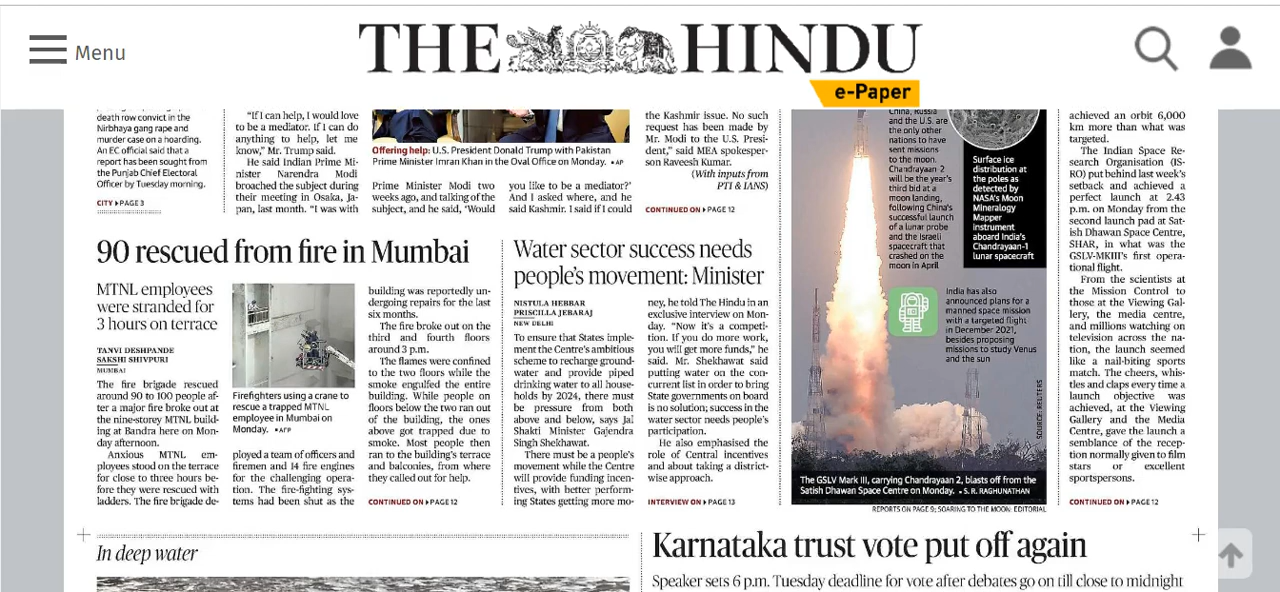 Menu
THE HINDU
e-Paper
death row convict in the
Nirbhaya gang rape and
murder case on a hoarding.
An EC official said that a
report has been sought from
the Punjab Chief Electoral
Officer by Tuesday morning.
CITY PAGE 3
"If I can help, I would love
to be a mediator. If I can do
anything to help, let me
know," Mr. Trump said.
He said Indian Prime Mi-
nister Narendra Modi
broached the subject during
their meeting in Osaka, Ja-
pan, last month. "I was with
Offering help: U.S. President Donald Trump with Pakistan
Prime Minister Imran Khan in the Oval Office on Monday. • AP
Prime Minister Modi two
weeks ago, and talking of the
subject, and he said, 'Would
you like to be a mediator?'
And I asked where, and he
said Kashmir. I said if I could
the Kashmir issue. No such
request has been made by
Mr. Modi to the U.S. Presi-
dent," said MEA spokesper-
son Raveesh Kumar.
(With inputs from
PTI & IANS)
CONTINUED ON PAGE 12
90 rescued from fire in Mumbai
MTNL employees
were stranded for
3 hours on terrace
TANVI DESHPANDE
SAKSHI SHIVPURI
MUMBAI
The fire brigade rescued
around 90 to 100 people af-
ter a major fire broke out at
the nine-storey MTNL build-
ing at Bandra here on Mon-
day afternoon.
Anxious MTNL em-
ployees stood on the terrace
for close to three hours be-
fore they were rescued with
ladders. The fire brigade de-
Firefighters using a crane to
rescue a trapped MTNL
employee in Mumbai on
Monday. • AFP
ployed a team of officers and
firemen and 14 fire engines
for the challenging opera-
tion. The fire-fighting sys-
tems had been shut as the
building was reportedly un-
dergoing repairs for the last
six months.
The fire broke out on the
third and fourth floors
around 3 p.m.
The flames were confined
to the two floors while the
smoke engulfed the entire
building. While people on
floors below the two ran out
of the building, the ones
above got trapped due to
smoke. Most people then
ran to the building's terrace
and balconies, from where
they called out for help.
CONTINUED ON PAGE 12
Water sector success needs
people's movement: Minister
NISTULA HEBBAR
PRISCILLA JEBARAJ
NEW DELHI
To ensure that States imple-
ment the Centre's ambitious
scheme to recharge ground-
water and provide piped
drinking water to all house-
holds by 2024, there must
be pressure from both
above and below, says Jal
Shakti Minister Gajendra
Singh Shekhawat.
There must be a people's
movement while the Centre
will provide funding incen-
tives, with better perform-
ing States getting more mo-
ney, he told The Hindu in an
exclusive interview on Mon-
day. "Now it's a competi-
tion. If you do more work,
you will get more funds," he
said. Mr. Shekhawat said
putting water on the con-
current list in order to bring
State governments on board
is no solution; success in the
water sector needs people's
participation.
He also emphasised the
role of Central incentives
and about taking a district-
wise approach.
INTERVIEW ON PAGE 13
China, Russia
and the U.S. are
the only other
nations to have
sent missions
to the moon.
Chandrayaan 2
will be the year's
third bid at a
moon landing,
following China's
successful launch
of a lunar probe
and the Israeli
spacecraft that
crashed on the
moon in April
Surface ice
distribution at
the poles as
detected by
NASA's Moon
Mineralogy
Mapper
instrument
aboard India's
Chandrayaan-1
lunar spacecraft
India has also
announced plans for a
manned space mission
with a targeted flight
in December 2021,
besides proposing
missions to study Venus
and the sun
SOURCE: REUTERS
The GSLV Mark III, carrying Chandrayaan 2, blasts off from the
Satish Dhawan Space Centre on Monday. • S. R. RAGHUNATHAN
REPORTS ON PAGE 9; SOARING TO THE MOON: EDITORIAL
achieved an orbit 6,000
km more than what was
targeted.
The Indian Space Re-
search Organisation (IS-
RO) put behind last week's
setback and achieved a
perfect launch at 2.43
p.m. on Monday from the
second launch pad at Sat-
ish Dhawan Space Centre,
SHAR, in what was the
GSLV-MKIII's first opera-
tional flight.
From the scientists at
the Mission Control to
those at the Viewing Gal-
lery, the media centre,
and millions watching on
television across the na-
tion, the launch seemed
like a nail-biting sports
match. The cheers, whis-
tles and claps every time a
launch objective was
achieved, at the Viewing
Gallery and the Media
Centre, gave the launch a
semblance of the recep-
tion normally given to film
stars or excellent
sportspersons.
CONTINUED ON PAGE 12
In deep water
Karnataka trust vote put off again
Speaker sets 6 p.m. Tuesday deadline for vote after debates go on till close to midnight